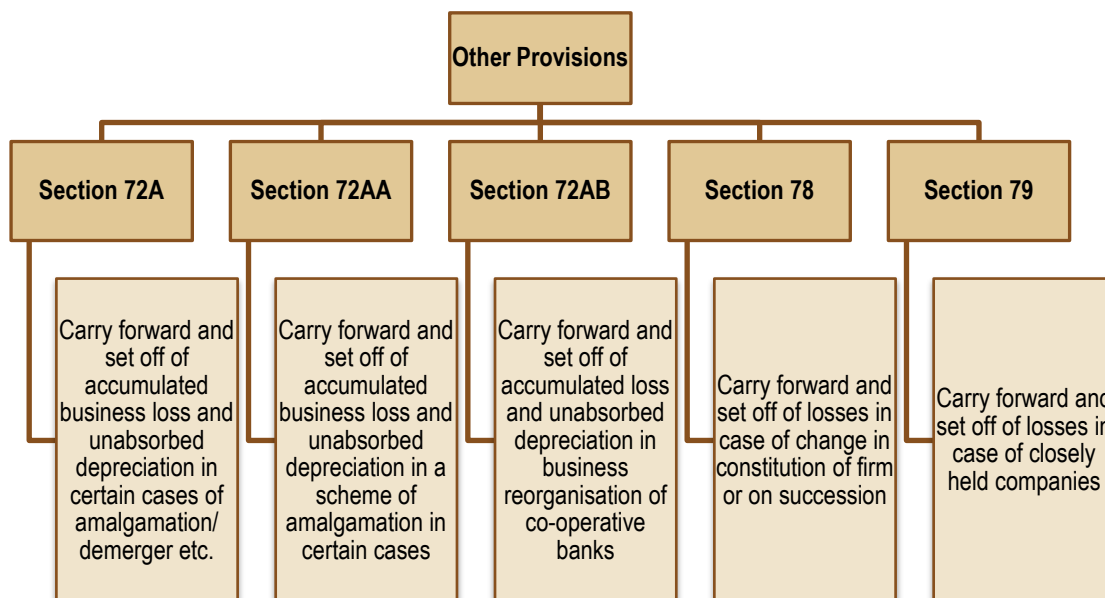 Other Provisions
Section 72A
Section 72AA
Section 72AB
Section 78
Section 79
Carry forward and
set off of
accumulated
business loss and
unabsorbed
depreciation in
certain cases of
amalgamation/
demerger etc.
Carry forward and
set off of
accumulated
business loss and
unabsorbed
depreciation in a
scheme of
amalgamation in
certain cases
Carry forward and
set off of
accumulated loss
and unabsorbed
depreciation in
business
reorganisation of
co-operative
banks
Carry forward and
set off of losses in
case of change in
constitution of firm
or on succession
Carry forward and
set off of losses in
case of closely
held companies